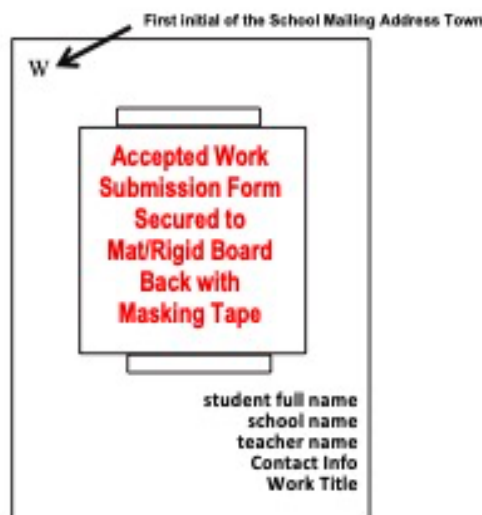 First initial of the School Mailing Address Town
W
Accepted Work
Submission Form
Secured to
Mat/Rigid Board
Back with
Masking Tape
student full name
school name
teacher name
Contact Info
Work Title